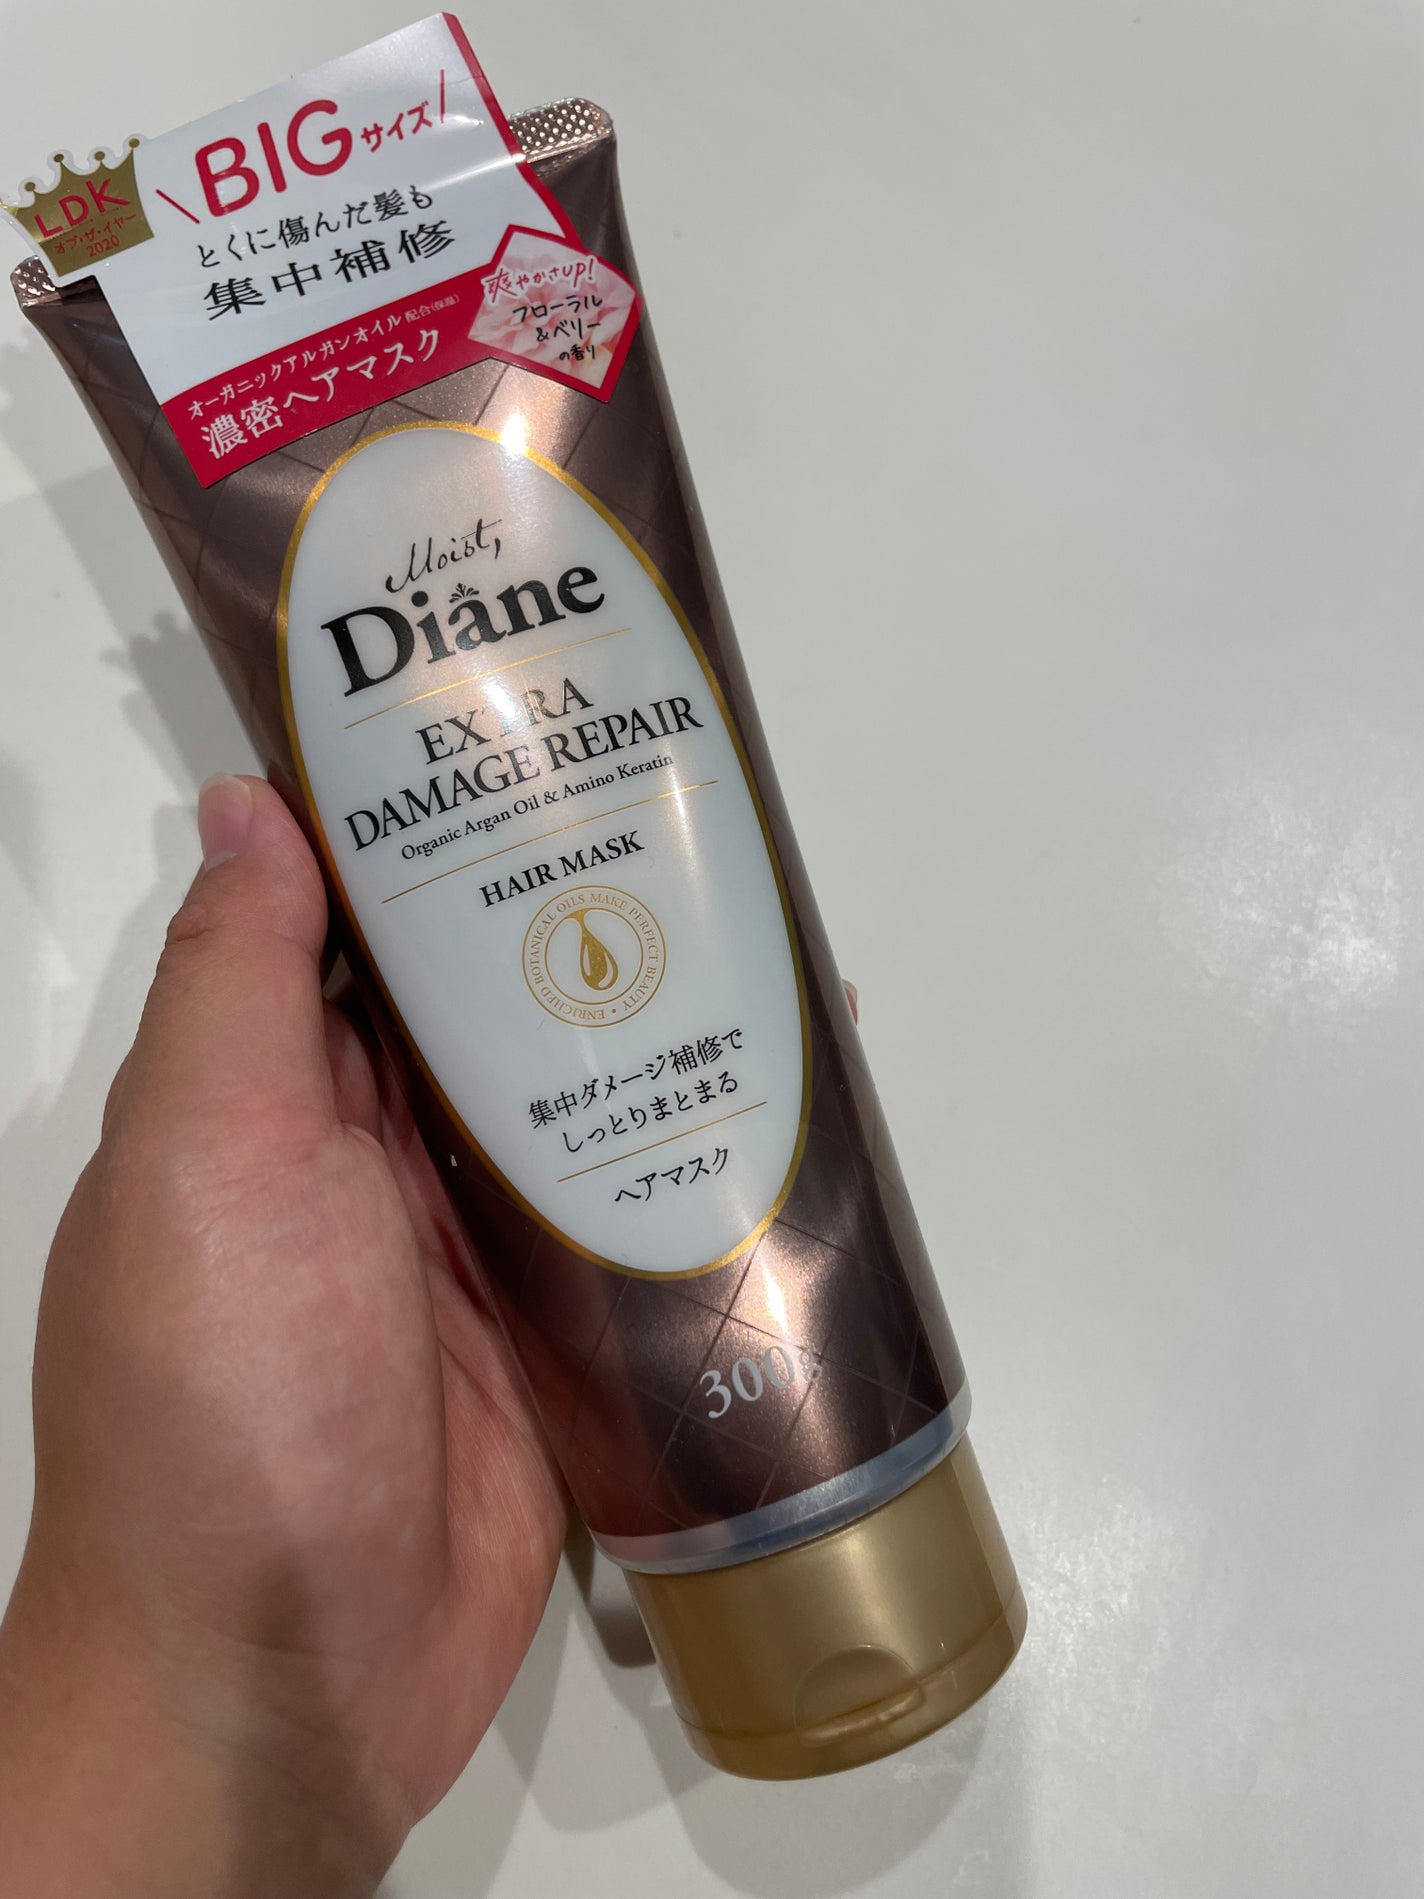 BIGサイズ
とくに傷んだ髪も
集中補修
LDK
オブ・ザ・イヤー
2020
爽やかさUP!
フローラル
&ベリー
の香り
オーガニックアルガンオイル配合(保湿)
濃密ヘアマスク
Moist,
Diane
EXTRA
DAMAGE REPAIR
Organic Argan Oil & Amino Keratin
HAIR MASK
ENRICHED BOTANICAL OILS MAKE PERFECT BEAUTY •
集中ダメージ補修で
しっとりまとまる
ヘアマスク
300g